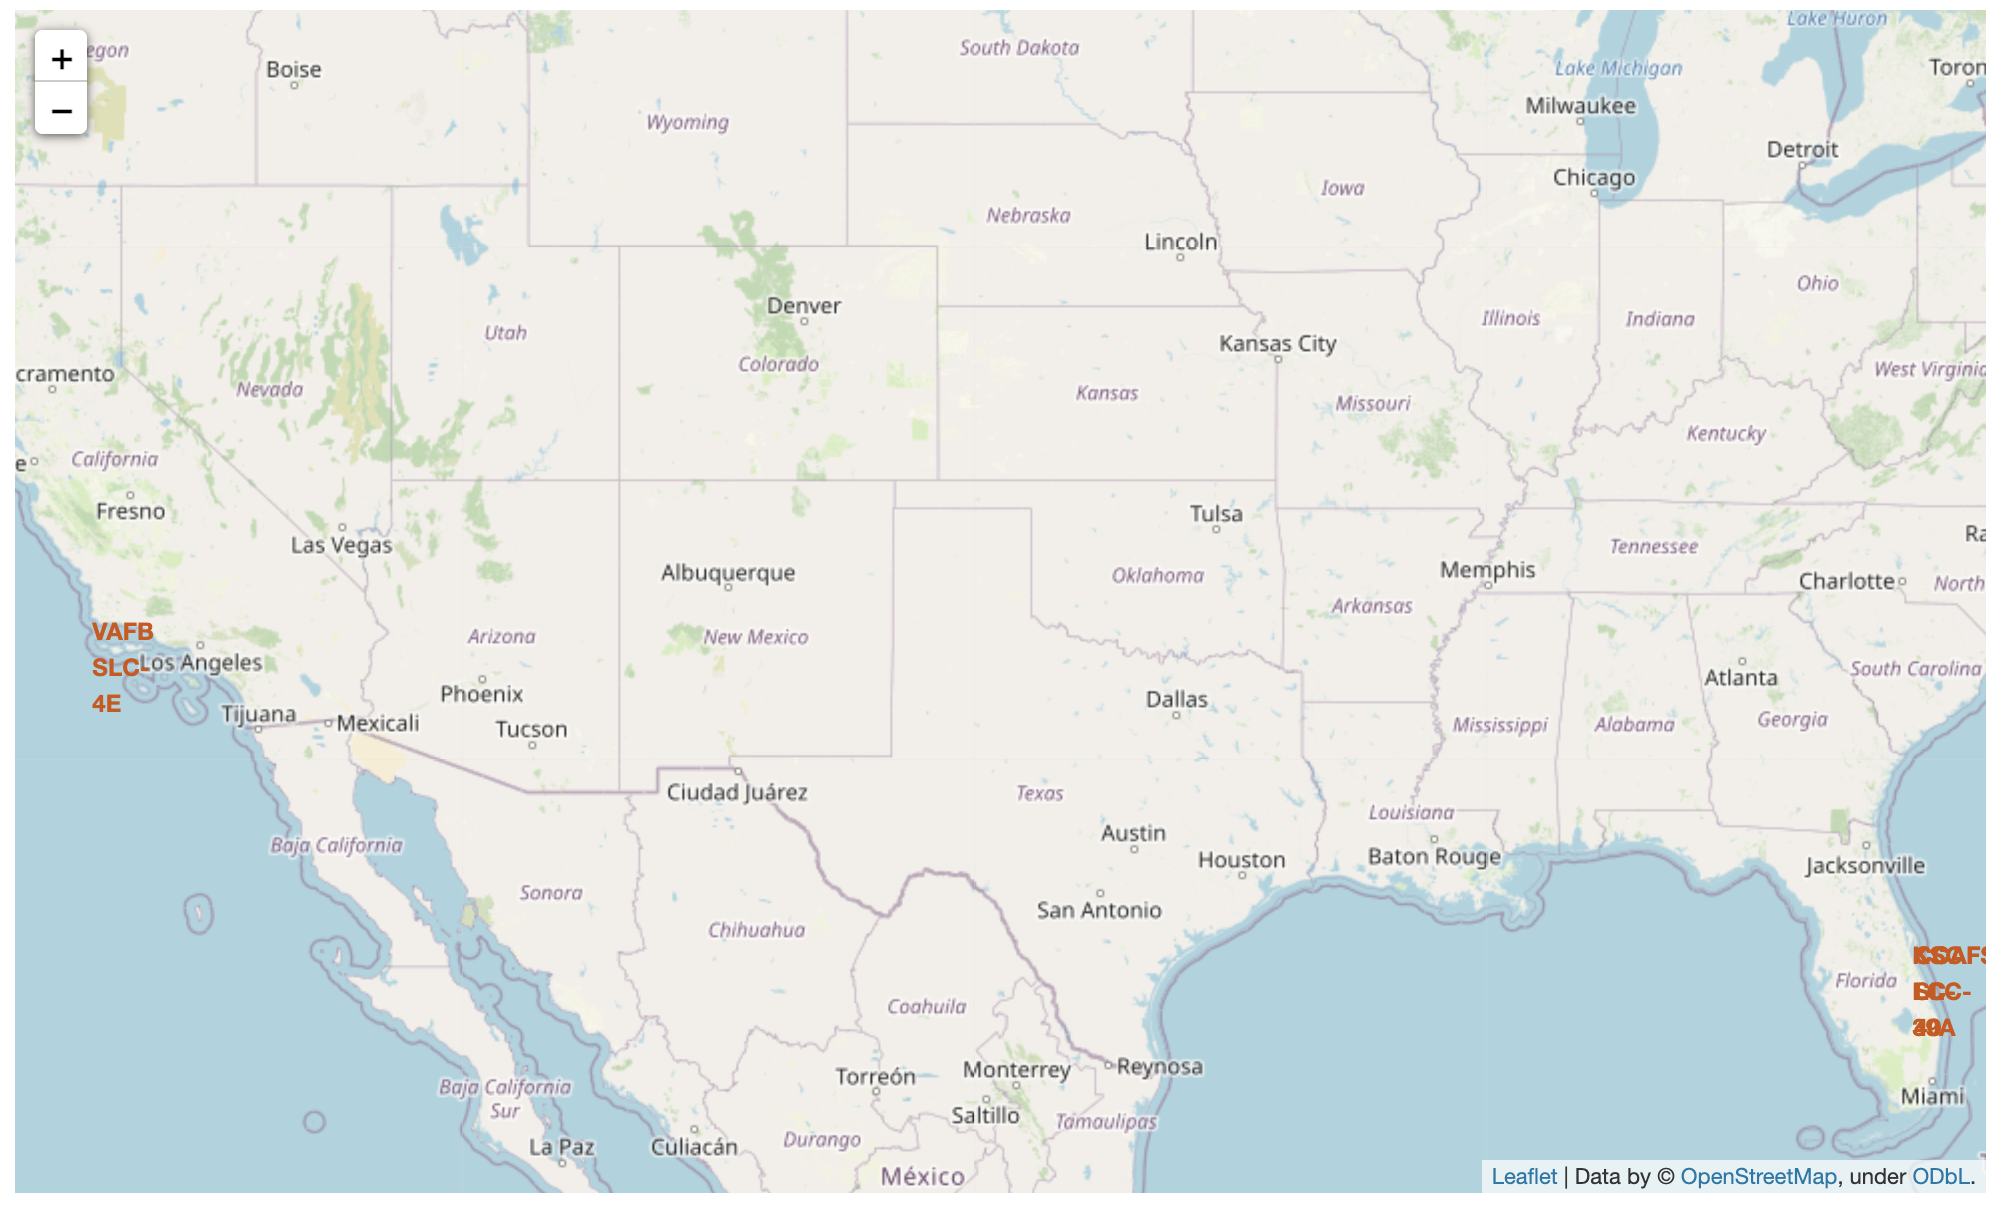 Lake Huron
+
−
egon
Boise
South Dakota
Lake Michigan
Toron
Milwaukee
Wyoming
Detroit
Chicago
Iowa
Nebraska
Lincoln
Ohio
Denver
Utah
Illinois
Indiana
Kansas City
Colorado
West Virginia
cramento
Nevada
Kansas
Missouri
Kentucky
e
California
Fresno
Tulsa
Las Vegas
Tennessee
Ra
Albuquerque
Oklahoma
Memphis
Charlotte
North
Arkansas
VAFB
SLC-
4E
Los Angeles
Arizona
New Mexico
Atlanta
South Carolina
Phoenix
Dallas
Tijuana
Mexicali
Tucson
Mississippi
Alabama
Georgia
Ciudad Juárez
Texas
Louisiana
Austin
Baja California
Houston
Baton Rouge
Jacksonville
Sonora
San Antonio
Chihuahua
Florida
Coahuila
Torreón
Monterrey
Reynosa
Baja California
Sur
Saltillo
Tamaulipas
Miami
La Paz
Culiacán
Durango
México
Leaflet | Data by © OpenStreetMap, under ODbL.